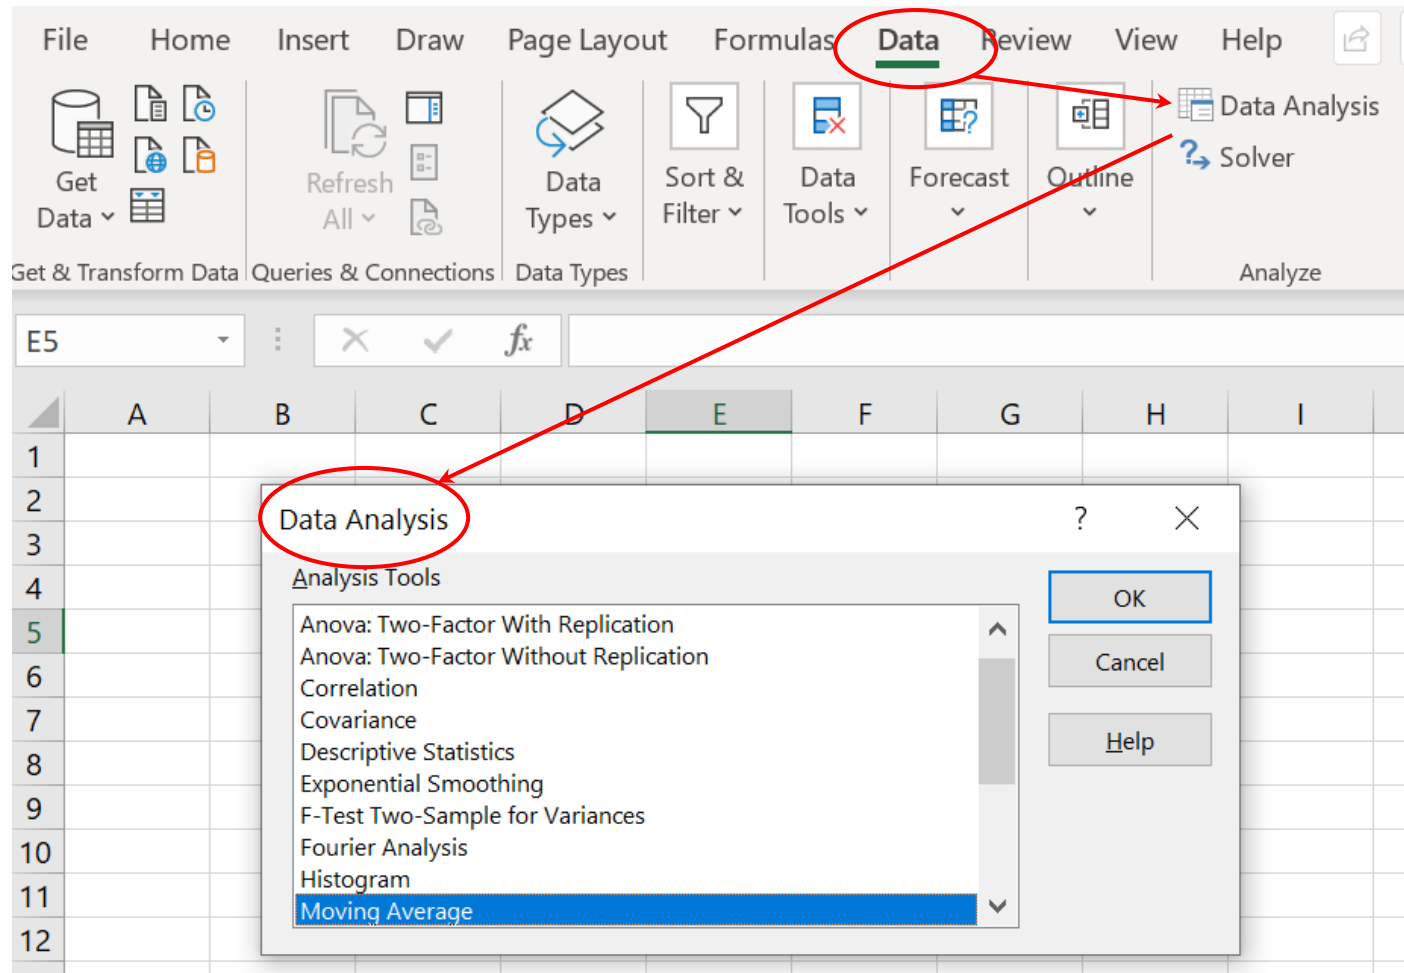 File Home Insert Draw Page Layout Formulas Data Review View Help
Get Data
Refresh All
Data Types
Sort & Filter
Data Tools
Forecast
Outline
Data Analysis
Solver
Get & Transform Data Queries & Connections Data Types Analyze
E5 fx
A B C D E F G H I
1
2
3
4
5
6
7
8
9
10
11
12
Data Analysis ? 
Analysis Tools
Anova: Two-Factor With Replication
Anova: Two-Factor Without Replication
Correlation
Covariance
Descriptive Statistics
Exponential Smoothing
F-Test Two-Sample for Variances
Fourier Analysis
Histogram
Moving Average
OK
Cancel
Help